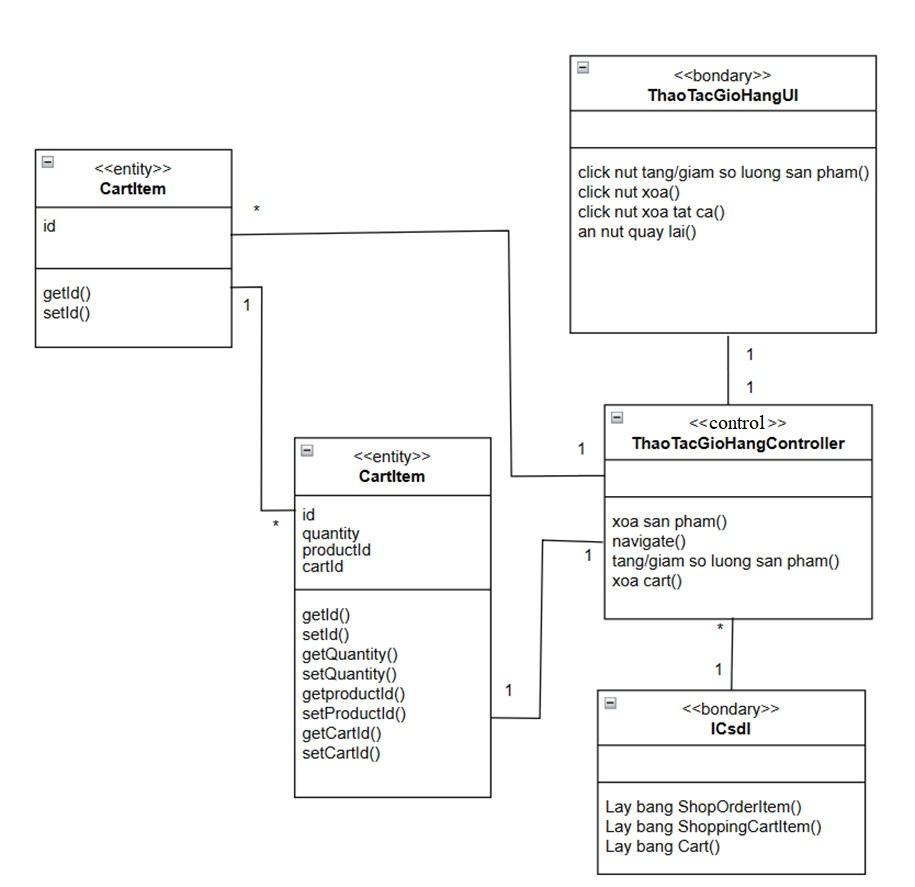 <<bondary>>
ThaoTacGioHangUI
click nut tang/giam so luong san pham()
click nut xoa()
click nut xoa tat ca()
an nut quay lai()
<<entity>>
CartItem
id
getId()
setId()
*
1
1
1
<<control>>
ThaoTacGioHangController
xoa san pham()
navigate()
tang/giam so luong san pham()
xoa cart()
1
1
*
<<entity>>
CartItem
id
quantity
productId
cartId
getId()
setId()
getQuantity()
setQuantity()
getproductId()
setProductId()
getCartId()
setCartId()
1
*
1
<<bondary>>
ICsdl
Lay bang ShopOrderItem()
Lay bang ShoppingCartItem()
Lay bang Cart()